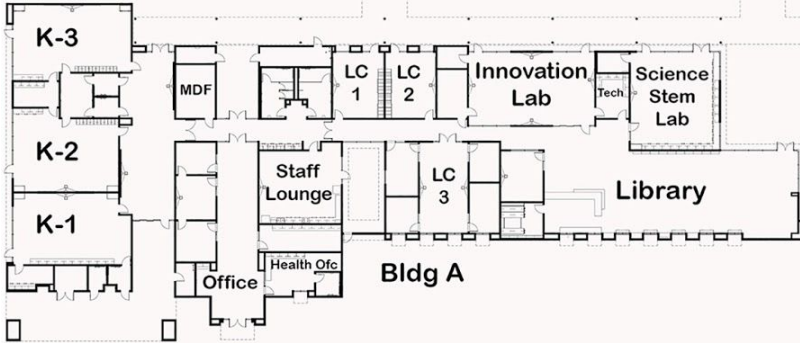 K-3
MDF
LC
1
LC
2
Innovation
Lab
Tech
Science
Stem
Lab
K-2
K-1
Staff
Lounge
LC
3
Library
Office
Health Ofc
Bldg A